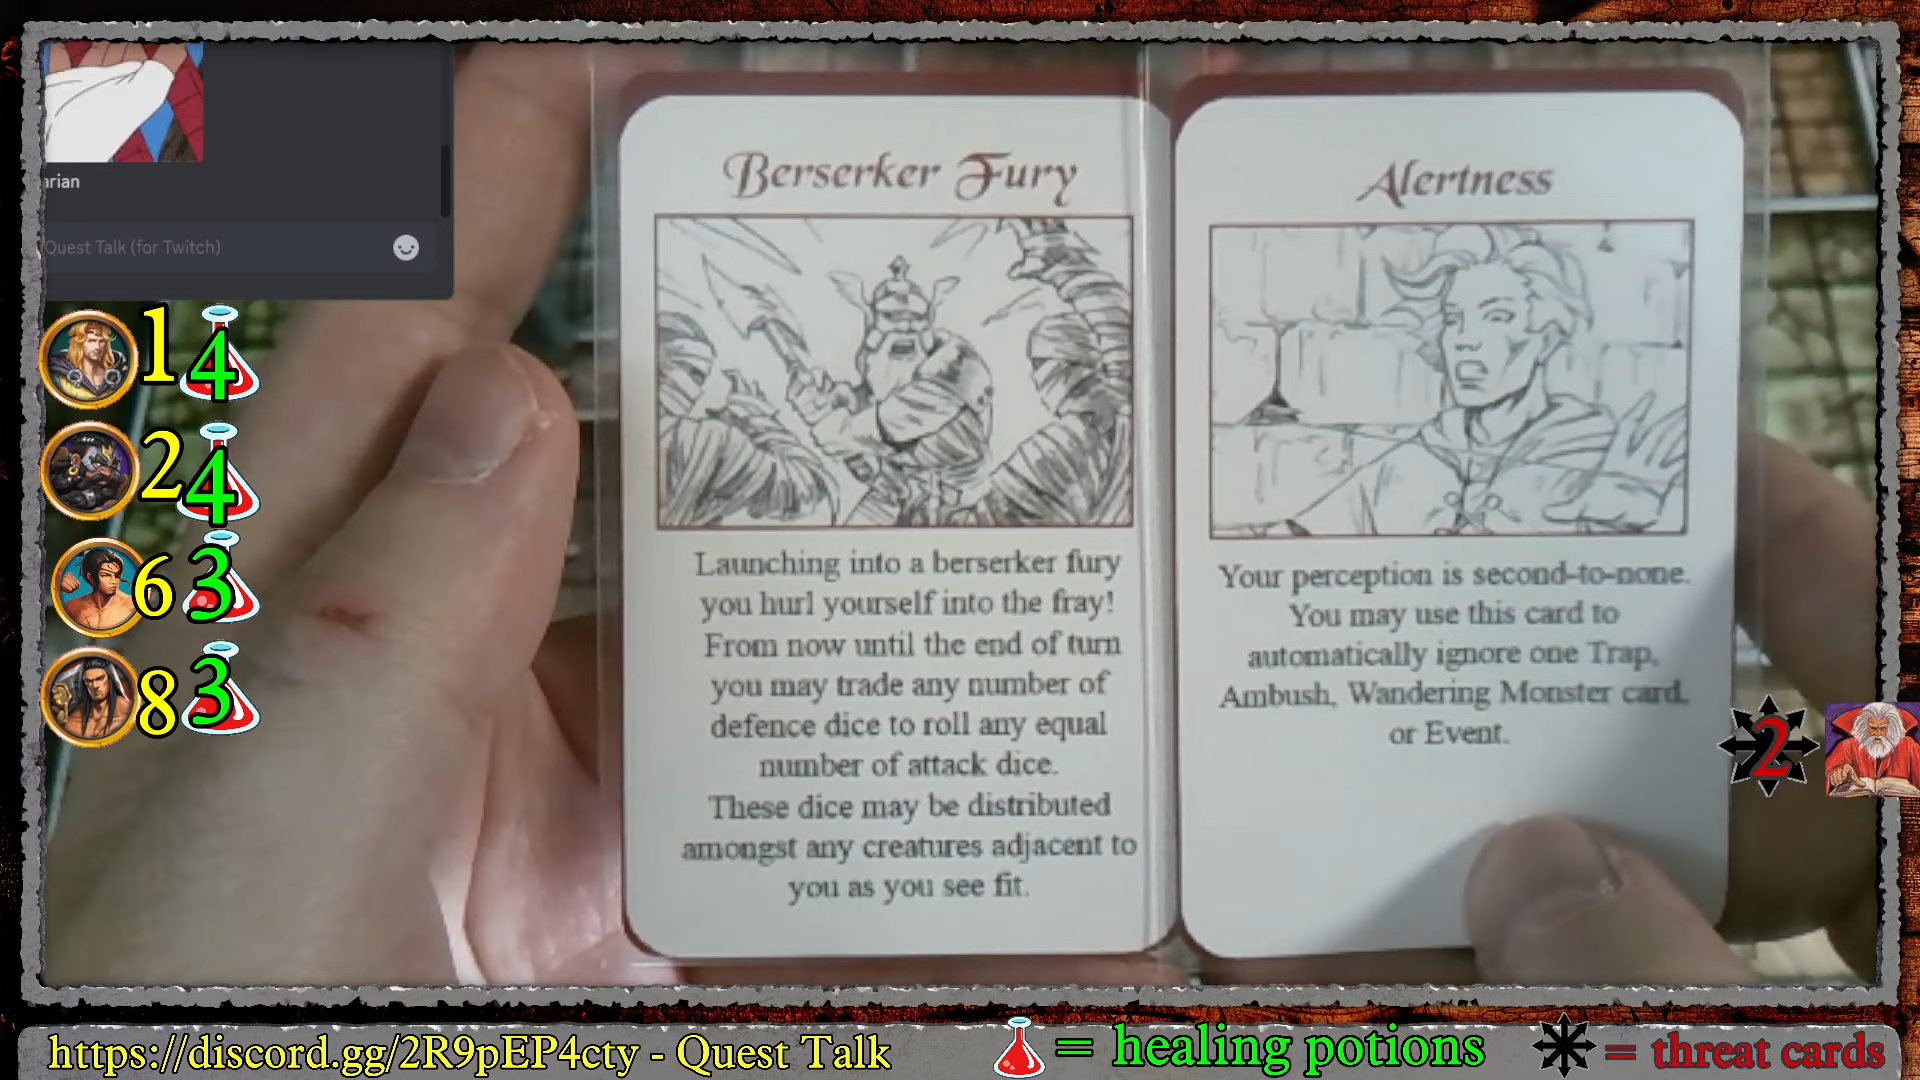 arian
Quest Talk (for Twitch)
1
4
2
4
6
3
8
3
Berserker Fury
Launching into a berserker fury
you hurl yourself into the fray!
From now until the end of turn
you may trade any number of
defence dice to roll any equal
number of attack dice.
These dice may be distributed
amongst any creatures adjacent to
you as you see fit.
Alertness
Your perception is second-to-none.
You may use this card to
automatically ignore one Trap,
Ambush, Wandering Monster card,
or Event.
2
https://discord.gg/2R9pEP4cty - Quest Talk
= healing potions
= threat cards